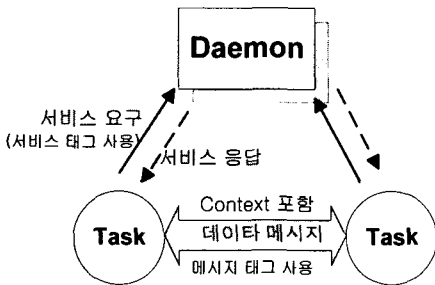 Daemon
서비스 요구
(서비스 태그 사용)
서비스 응답
Context 포함
Task
데이타 메시지
Task
메시지 태그 사용